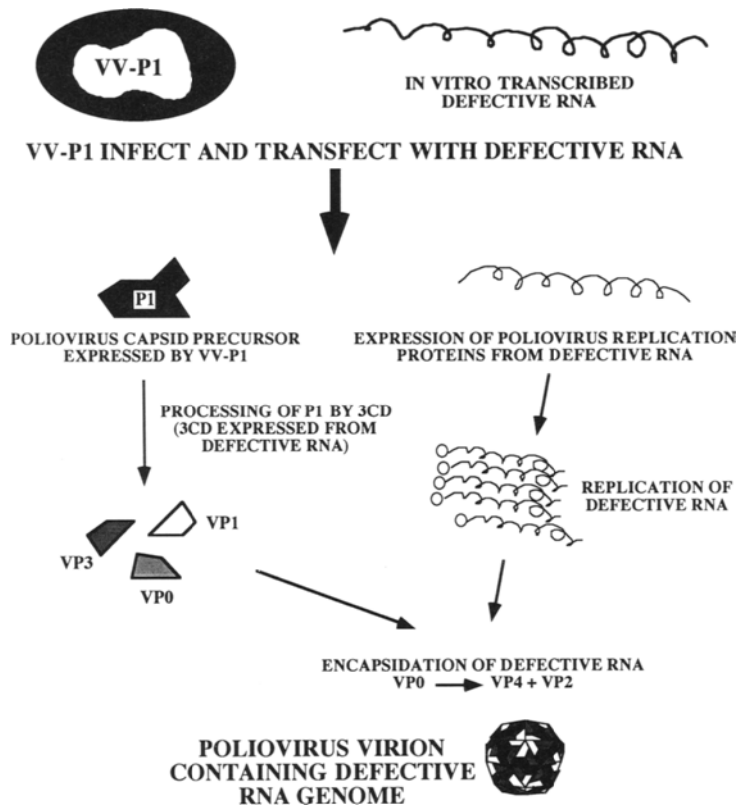 VV-P1
IN VITRO TRANSCRIBED
DEFECTIVE RNA
VV-P1 INFECT AND TRANSFECT WITH DEFECTIVE RNA
P1
POLIOVIRUS CAPSID PRECURSOR
EXPRESSED BY VV-P1
EXPRESSION OF POLIOVIRUS REPLICATION
PROTEINS FROM DEFECTIVE RNA
PROCESSING OF P1 BY 3CD
(3CD EXPRESSED FROM
DEFECTIVE RNA)
REPLICATION OF
DEFECTIVE RNA
VP1
VP3
VP0
ENCAPSIDATION OF DEFECTIVE RNA
VP0 → VP4 + VP2
POLIOVIRUS VIRION
CONTAINING DEFECTIVE
RNA GENOME